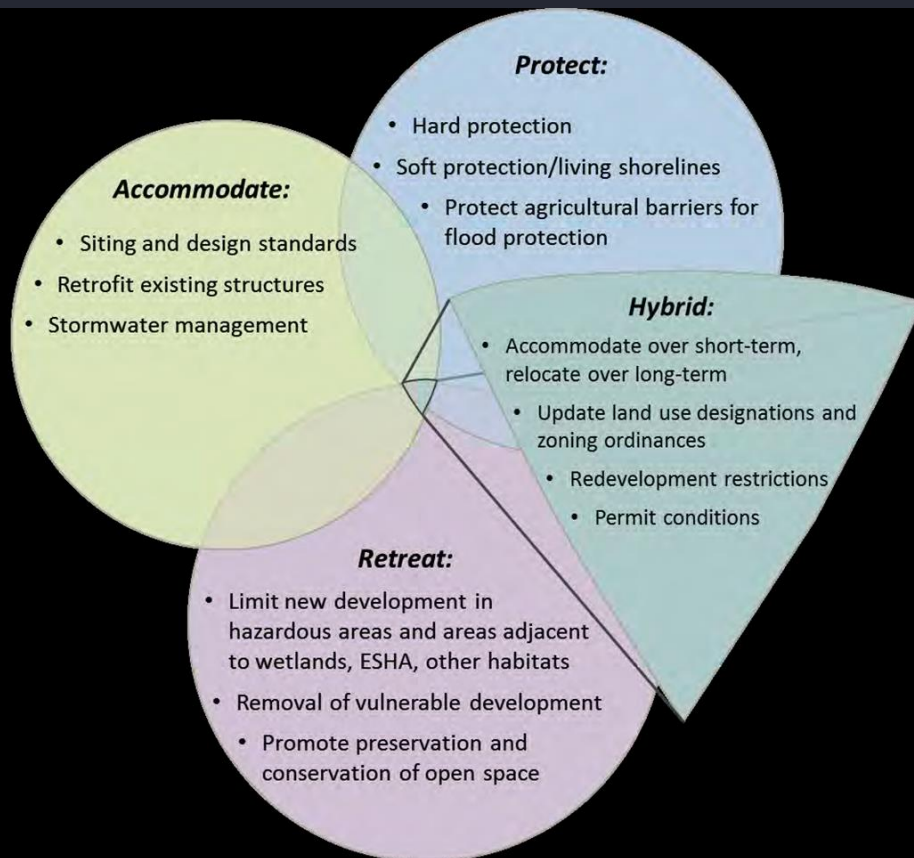 Protect:
• Hard protection
• Soft protection/living shorelines
• Protect agricultural barriers for
flood protection
Accommodate:
• Siting and design standards
• Retrofit existing structures
• Stormwater management
Hybrid:
• Accommodate over short-term,
relocate over long-term
• Update land use designations and
zoning ordinances
• Redevelopment restrictions
• Permit conditions
Retreat:
• Limit new development in
hazardous areas and areas adjacent
to wetlands, ESHA, other habitats
• Removal of vulnerable development
• Promote preservation and
conservation of open space